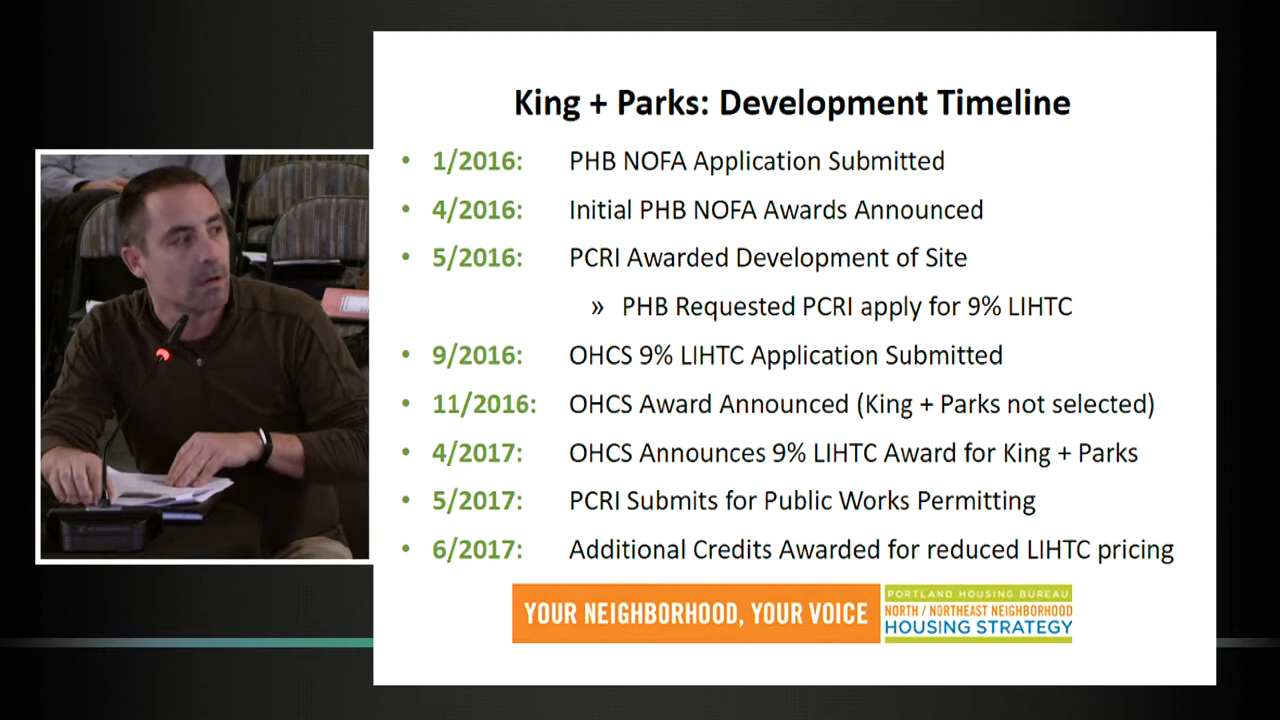 King + Parks: Development Timeline
• 1/2016: PHB NOFA Application Submitted
• 4/2016: Initial PHB NOFA Awards Announced
• 5/2016: PCRI Awarded Development of Site
» PHB Requested PCRI apply for 9% LIHTC
• 9/2016: OHCS 9% LIHTC Application Submitted
• 11/2016: OHCS Award Announced (King + Parks not selected)
• 4/2017: OHCS Announces 9% LIHTC Award for King + Parks
• 5/2017: PCRI Submits for Public Works Permitting
• 6/2017: Additional Credits Awarded for reduced LIHTC pricing
YOUR NEIGHBORHOOD, YOUR VOICE
PORTLAND HOUSING BUREAU
NORTH / NORTHEAST NEIGHBORHOOD
HOUSING STRATEGY